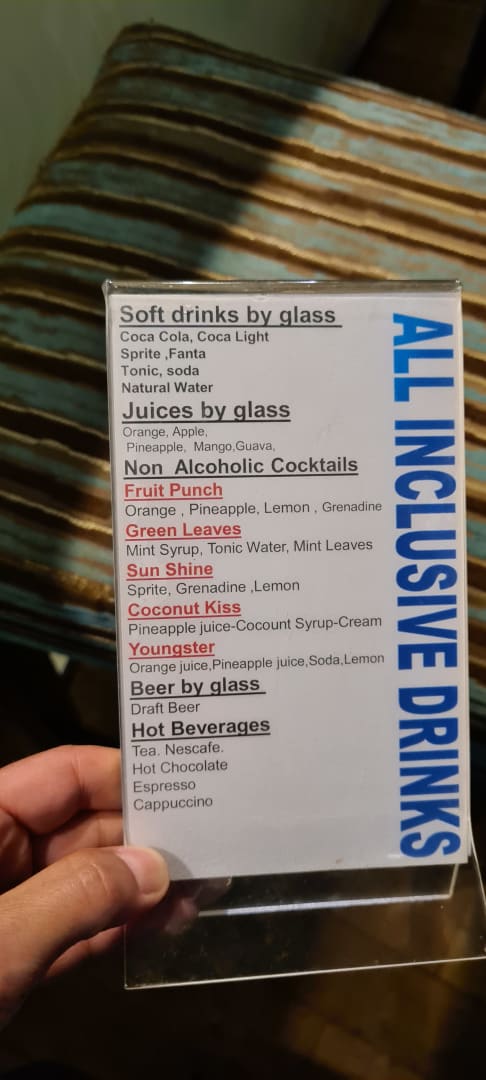 Soft drinks by glass
Coca Cola, Coca Light
Sprite ,Fanta
Tonic, soda
Natural Water
Juices by glass
Orange, Apple,
Pineapple, Mango,Guava,
Non Alcoholic Cocktails
Fruit Punch
Orange , Pineapple, Lemon , Grenadine
Green Leaves
Mint Syrup, Tonic Water, Mint Leaves
Sun Shine
Sprite, Grenadine ,Lemon
Coconut Kiss
Pineapple juice-Cocount Syrup-Cream
Youngster
Orange juice,Pineapple juice,Soda,Lemon
Beer by glass
Draft Beer
Hot Beverages
Tea. Nescafe.
Hot Chocolate
Espresso
Cappuccino
ALL INCLUSIVE DRINKS